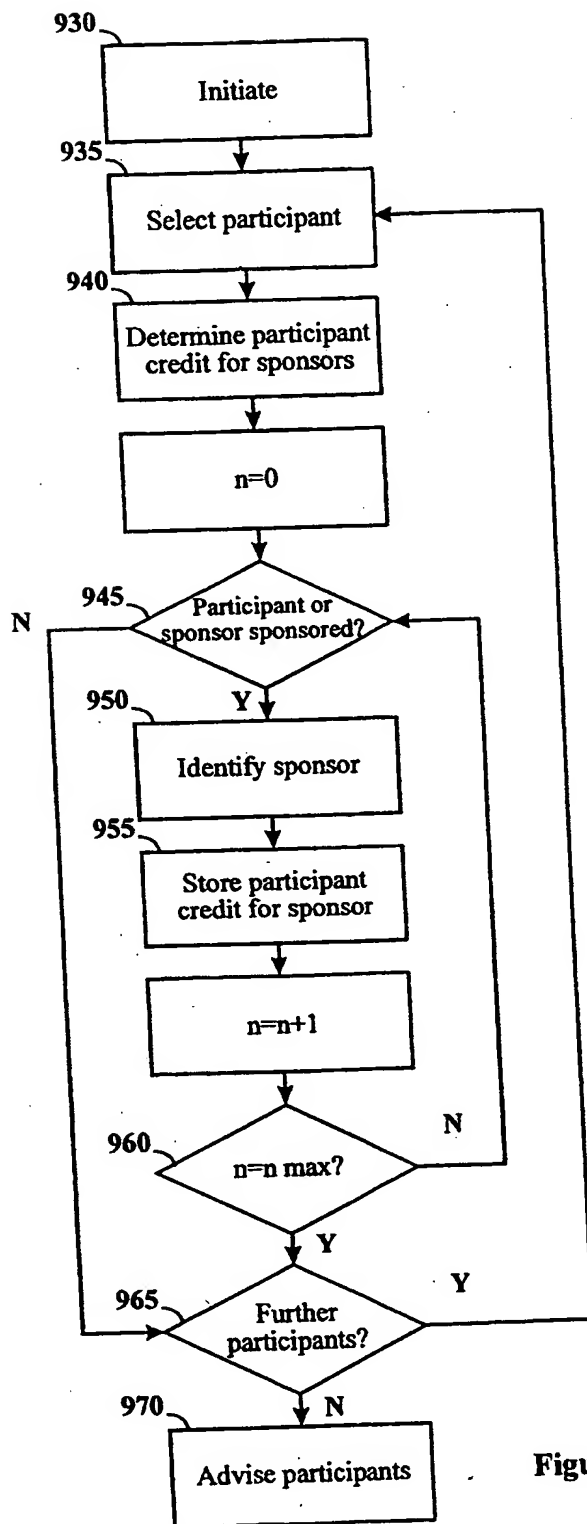 930
Initiate
935
Select participant
940
Determine participant
credit for sponsors
n=0
945
N
Participant or
sponsor sponsored?
Y
950
Identify sponsor
955
Store participant
credit for sponsor
n=n+1
960
N
n=n max?
Y
965
Y
Further
participants?
N
970
Advise participants